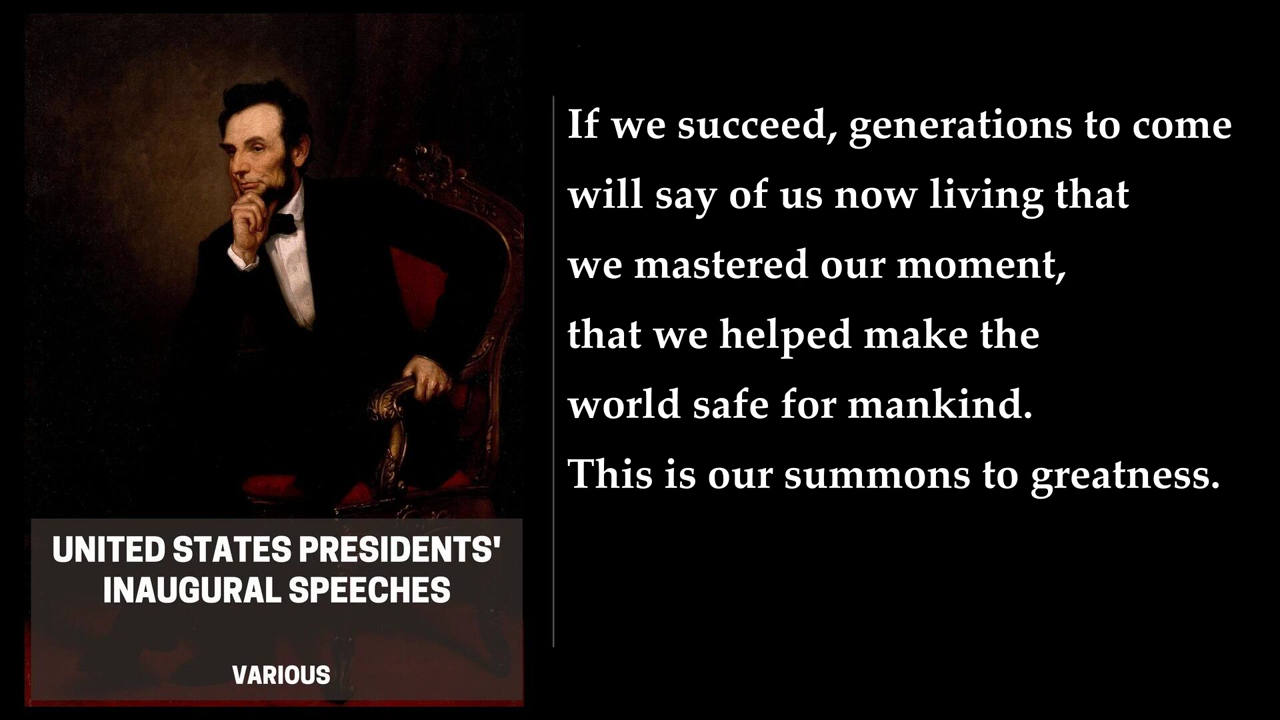 If we succeed, generations to come
will say of us now living that
we mastered our moment,
that we helped make the
world safe for mankind.
This is our summons to greatness.
UNITED STATES PRESIDENTS'
INAUGURAL SPEECHES
VARIOUS